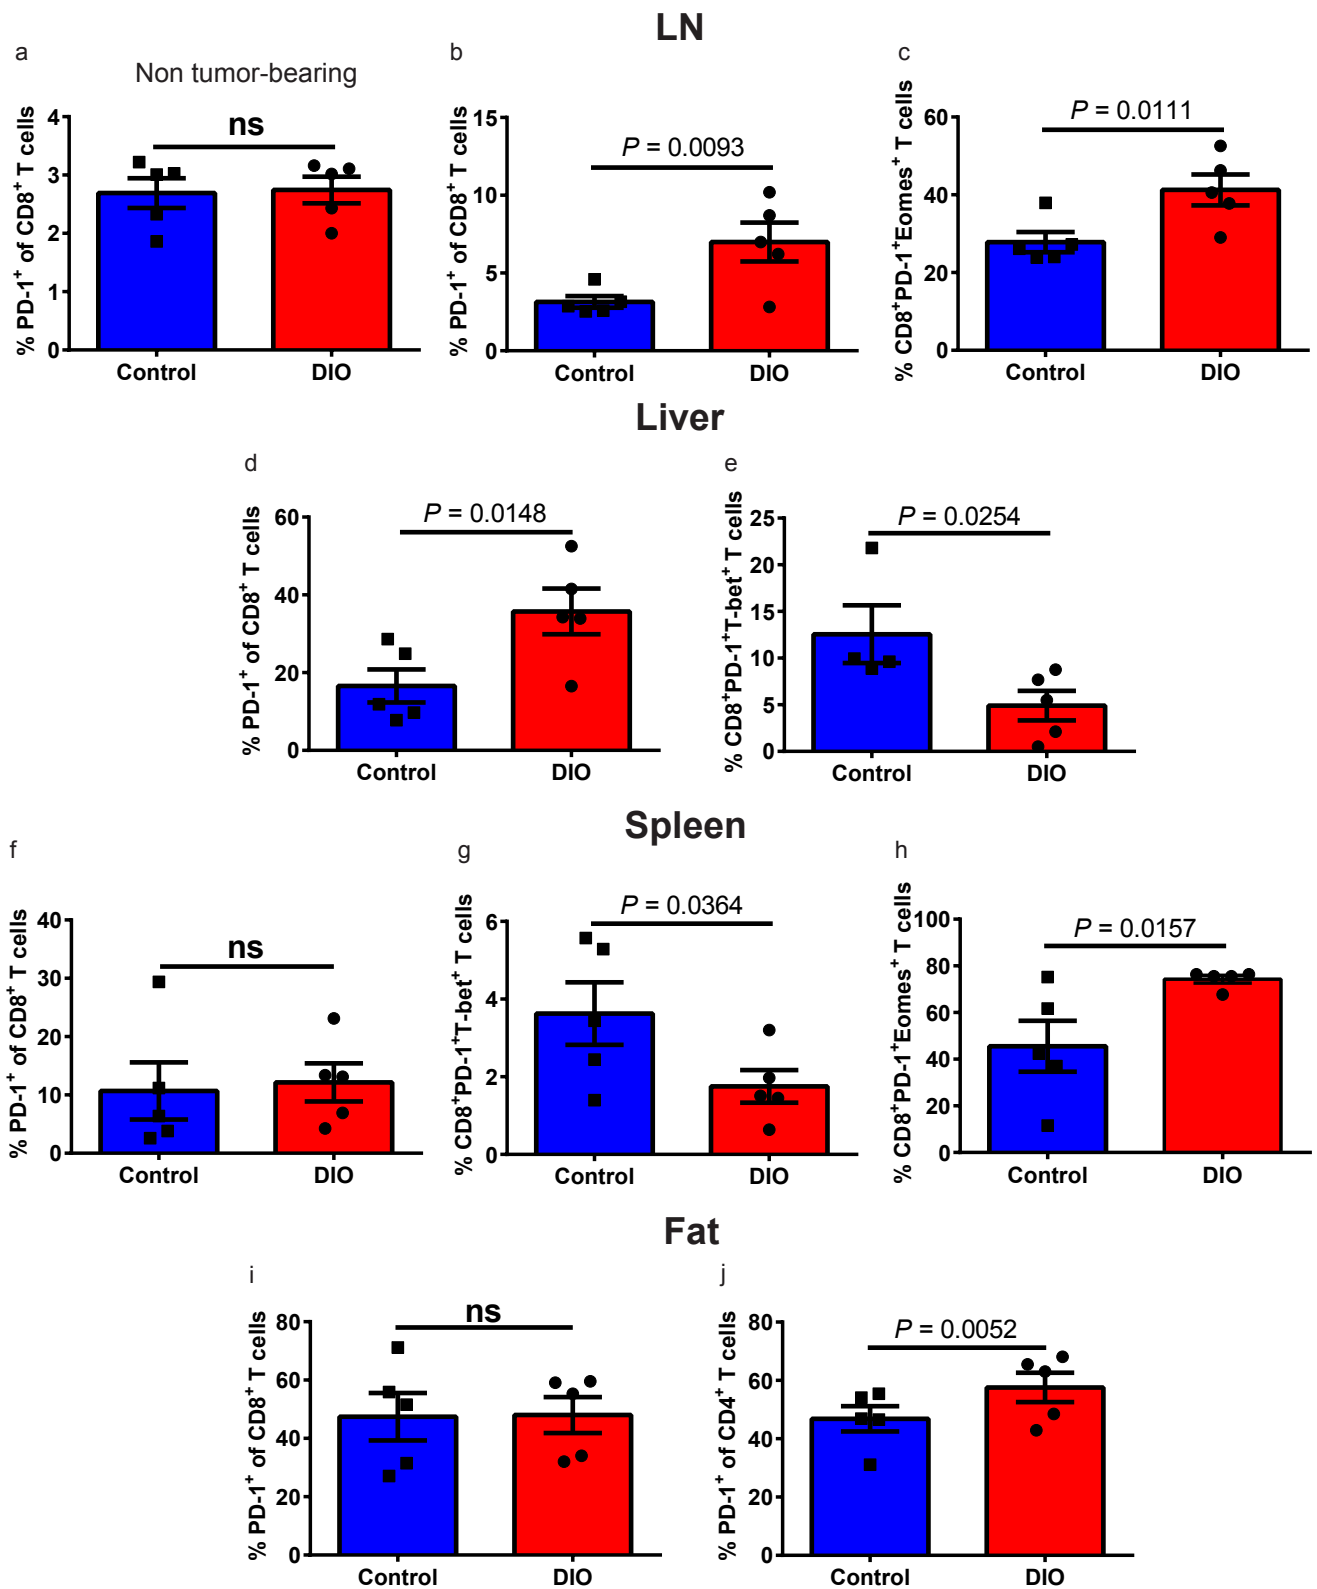 LN
a
Non tumor-bearing
% PD-1⁺ of CD8⁺ T cells
4
3
2
1
0
ns
Control
DIO
b
% PD-1⁺ of CD8⁺ T cells
15
10
5
0
P = 0.0093
Control
DIO
c
% CD8⁺PD-1⁺Eomes⁺ T cells
60
40
20
0
P = 0.0111
Control
DIO
Liver
d
% PD-1⁺ of CD8⁺ T cells
60
40
20
0
P = 0.0148
Control
DIO
e
% CD8⁺PD-1⁺T-bet⁺ T cells
25
20
15
10
5
0
P = 0.0254
Control
DIO
Spleen
f
% PD-1⁺ of CD8⁺ T cells
40
30
20
10
0
ns
Control
DIO
g
% CD8⁺PD-1⁺T-bet⁺ T cells
6
4
2
0
P = 0.0364
Control
DIO
h
% CD8⁺PD-1⁺Eomes⁺ T cells
100
80
60
40
20
0
P = 0.0157
Control
DIO
Fat
i
% PD-1⁺ of CD8⁺ T cells
80
60
40
20
0
ns
Control
DIO
j
% PD-1⁺ of CD4⁺ T cells
80
60
40
20
0
P = 0.0052
Control
DIO